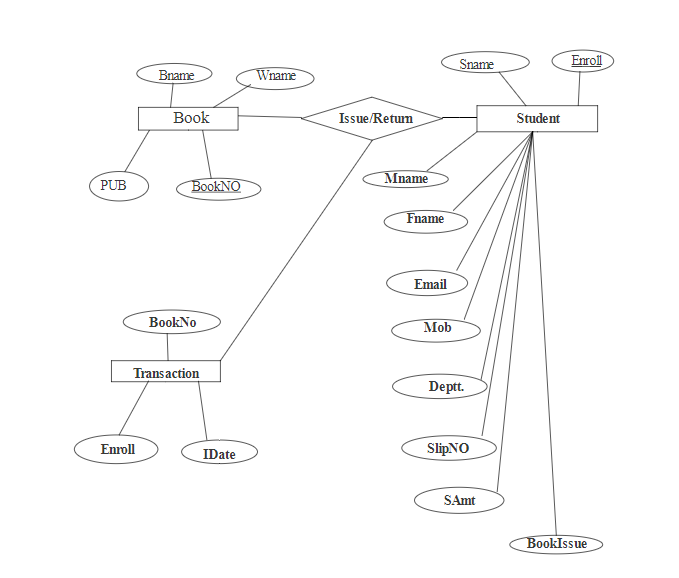 Sname
Enroll
Bname
Wname
Book
Issue/Return
Student
PUB
BookNO
Mname
Fname
Email
BookNo
Mob
Transaction
Deptt.
Enroll
IDate
SlipNO
SAmt
BookIssue